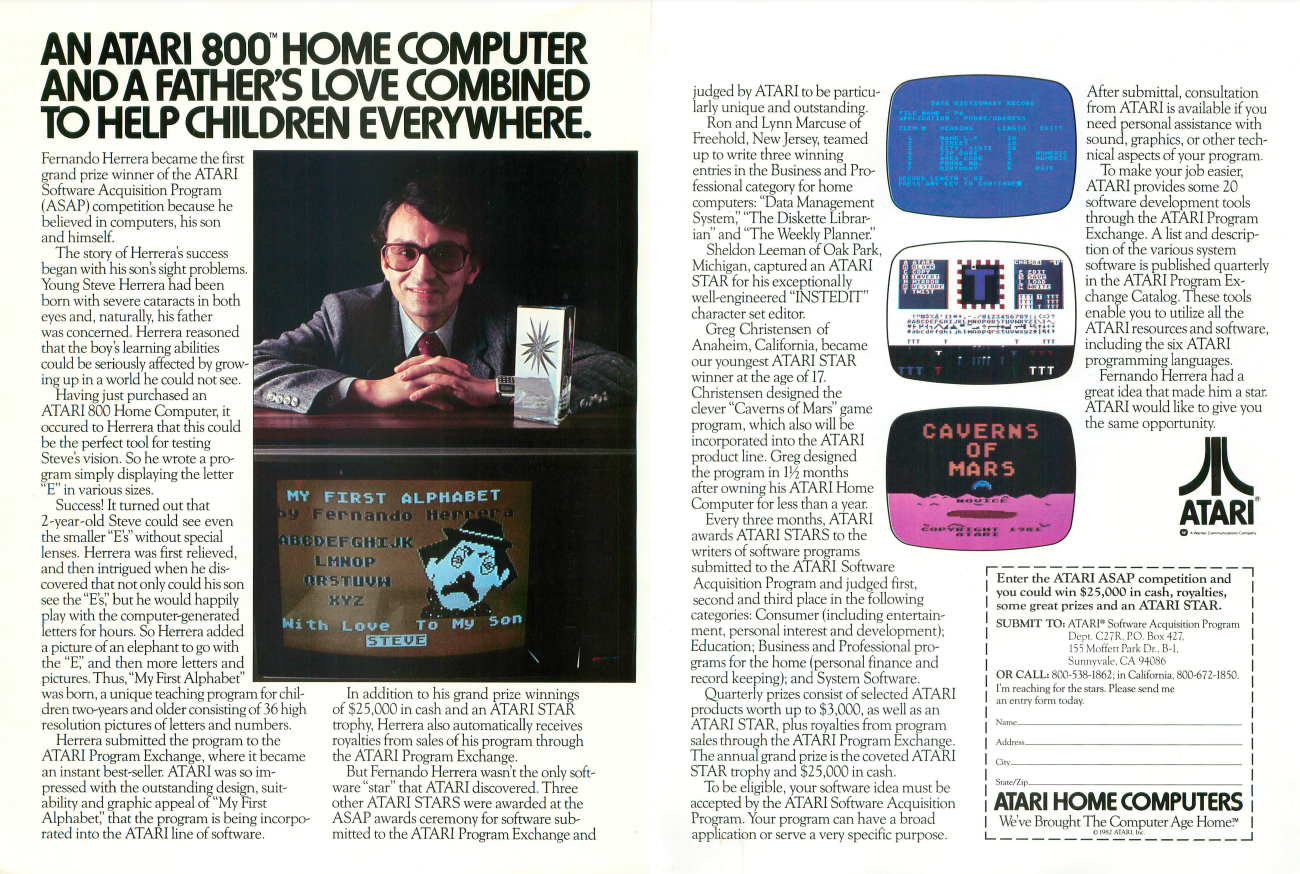 AN ATARI 800™ HOME COMPUTER
AND A FATHER'S LOVE COMBINED
TO HELP CHILDREN EVERYWHERE.
Fernando Herrera became the first
grand prize winner of the ATARI
Software Acquisition Program
(ASAP) competition because he
believed in computers, his son
and himself.
The story of Herrera's success
began with his son's sight problems.
Young Steve Herrera had been
born with severe cataracts in both
eyes and, naturally, his father
was concerned. Herrera reasoned
that the boy's learning abilities
could be seriously affected by grow-
ing up in a world he could not see.
Having just purchased an
ATARI 800 Home Computer, it
occured to Herrera that this could
be the perfect tool for testing
Steve's vision. So he wrote a pro-
gram simply displaying the letter
"E" in various sizes.
Success! It turned out that
2-year-old Steve could see even
the smaller "E's" without special
lenses. Herrera was first relieved,
and then intrigued when he dis-
covered that not only could his son
see the "E's," but he would happily
play with the computer-generated
letters for hours. So Herrera added
a picture of an elephant to go with
the "E," and then more letters and
pictures. Thus, "My First Alphabet"
was born, a unique teaching program for chil-
dren two-years and older consisting of 36 high
resolution pictures of letters and numbers.
Herrera submitted the program to the
ATARI Program Exchange, where it became
an instant best-seller. ATARI was so im-
pressed with the outstanding design, suit-
ability and graphic appeal of "My First
Alphabet," that the program is being incorpo-
rated into the ATARI line of software.
MY FIRST ALPHABET
by Fernando Herrera
ABCDEFGHIJK
LMNOP
QRSTUVW
XYZ
With Love To My Son
STEVE
In addition to his grand prize winnings
of $25,000 in cash and an ATARI STAR
trophy, Herrera also automatically receives
royalties from sales of his program through
the ATARI Program Exchange.
But Fernando Herrera wasn't the only soft-
ware "star" that ATARI discovered. Three
other ATARI STARS were awarded at the
ASAP awards ceremony for software sub-
mitted to the ATARI Program Exchange and
judged by ATARI to be particu-
larly unique and outstanding.
Ron and Lynn Marcuse of
Freehold, New Jersey, teamed
up to write three winning
entries in the Business and Pro-
fessional category for home
computers: "Data Management
System," "The Diskette Librar-
ian" and "The Weekly Planner."
Sheldon Leeman of Oak Park,
Michigan, captured an ATARI
STAR for his exceptionally
well-engineered "INSTEDIT"
character set editor.
Greg Christensen of
Anaheim, California, became
our youngest ATARI STAR
winner at the age of 17.
Christensen designed the
clever "Caverns of Mars" game
program, which also will be
incorporated into the ATARI
product line. Greg designed
the program in 1½ months
after owning his ATARI Home
Computer for less than a year.
Every three months, ATARI
awards ATARI STARS to the
writers of software programs
submitted to the ATARI Software
Acquisition Program and judged first,
second and third place in the following
categories: Consumer (including entertain-
ment, personal interest and development);
Education; Business and Professional pro-
grams for the home (personal finance and
record keeping); and System Software.
Quarterly prizes consist of selected ATARI
products worth up to $3,000, as well as an
ATARI STAR, plus royalties from program
sales through the ATARI Program Exchange.
The annual grand prize is the coveted ATARI
STAR trophy and $25,000 in cash.
To be eligible, your software idea must be
accepted by the ATARI Software Acquisition
Program. Your program can have a broad
application or serve a very specific purpose.
DATA DICTIONARY RECORD
APPLICATION - PHONE/ADDRESS
HEADING LENGTH EDIT?
NAME L,F
STREET
CITY, STATE
ZIP CODE NUMERIC
AREA CODE NUMERIC
PHONE NO.
BIRTHDAY DATE
PRESS ANY KEY TO CONTINUE
CAVERNS
OF
MARS
NOVICE
COPYRIGHT 1981
ATARI
After submittal, consultation
from ATARI is available if you
need personal assistance with
sound, graphics, or other tech-
nical aspects of your program.
To make your job easier,
ATARI provides some 20
software development tools
through the ATARI Program
Exchange. A list and descrip-
tion of the various system
software is published quarterly
in the ATARI Program Ex-
change Catalog. These tools
enable you to utilize all the
ATARI resources and software,
including the six ATARI
programming languages.
Fernando Herrera had a
great idea that made him a star.
ATARI would like to give you
the same opportunity.
ATARI®
A Warner Communications Company
Enter the ATARI ASAP competition and
you could win $25,000 in cash, royalties,
some great prizes and an ATARI STAR.
SUBMIT TO: ATARI® Software Acquisition Program
Dept. C27R, P.O. Box 427,
155 Moffett Park Dr., B-1,
Sunnyvale, CA 94086
OR CALL: 800-538-1862; in California, 800-672-1850.
I'm reaching for the stars. Please send me
an entry form today.
Name
Address
City
State/Zip
ATARI HOME COMPUTERS
We've Brought The Computer Age Home.™
© 1982 ATARI, Inc.